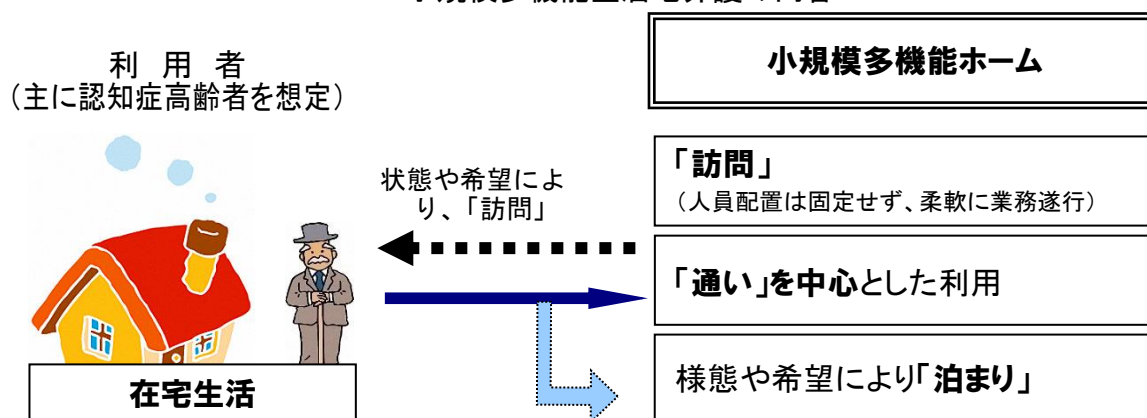 利 用 者
（主に認知症高齢者を想定）
小規模多機能ホーム
状態や希望によ
り、「訪問」
「訪問」
（人員配置は固定せず、柔軟に業務遂行）
「通い」を中心とした利用
様態や希望により「泊まり」
在宅生活